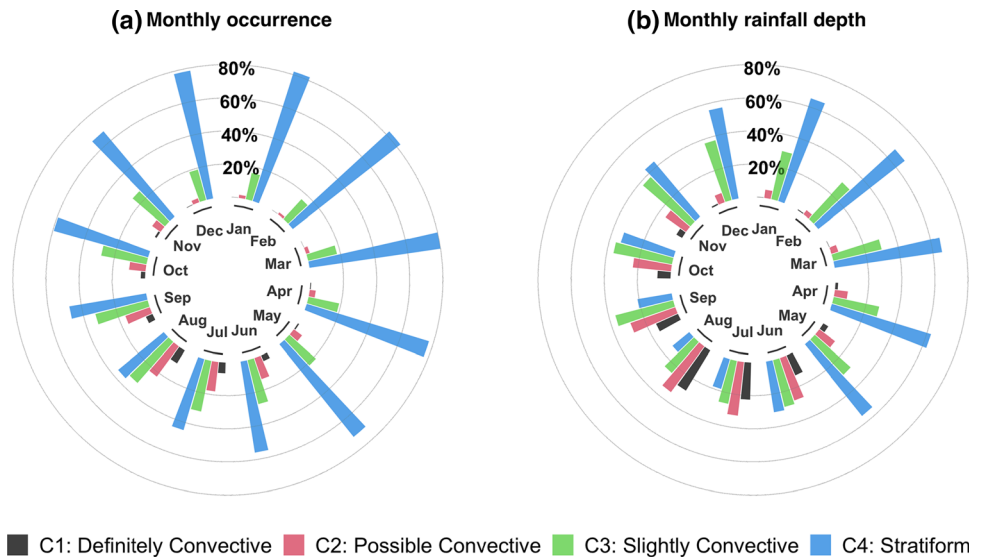 (a) Monthly occurrence
(b) Monthly rainfall depth
80%
60%
40%
20%
Jan
Feb
Mar
Apr
May
Jun
Jul
Aug
Sep
Oct
Nov
Dec
80%
60%
40%
20%
Jan
Feb
Mar
Apr
May
Jun
Jul
Aug
Sep
Oct
Nov
Dec
C1: Definitely Convective C2: Possible Convective C3: Slightly Convective C4: Stratiform